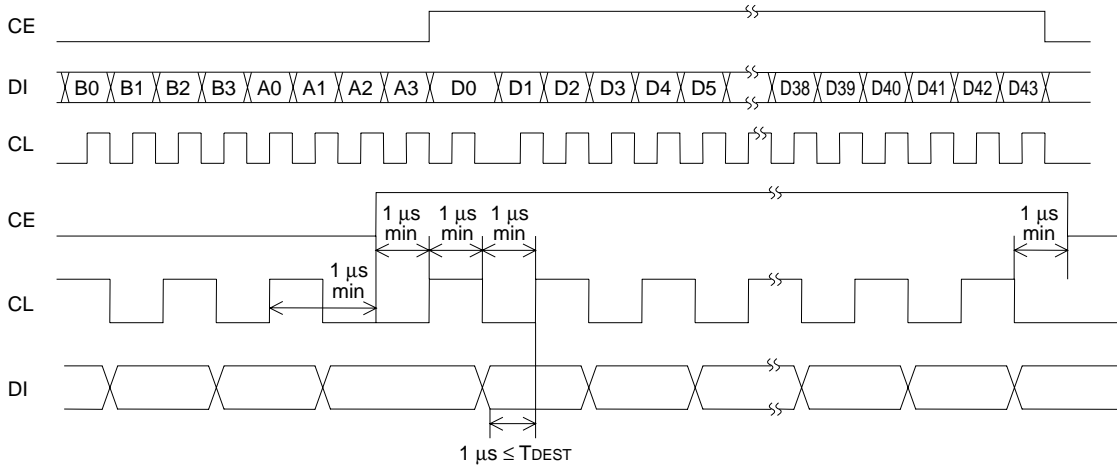 CE
DI B0 B1 B2 B3 A0 A1 A2 A3 D0 D1 D2 D3 D4 D5 D38 D39 D40 D41 D42 D43
CL
CE
1 μs min
1 μs min
1 μs min
1 μs min
1 μs min
CL
DI
1 μs ≤ TDEST